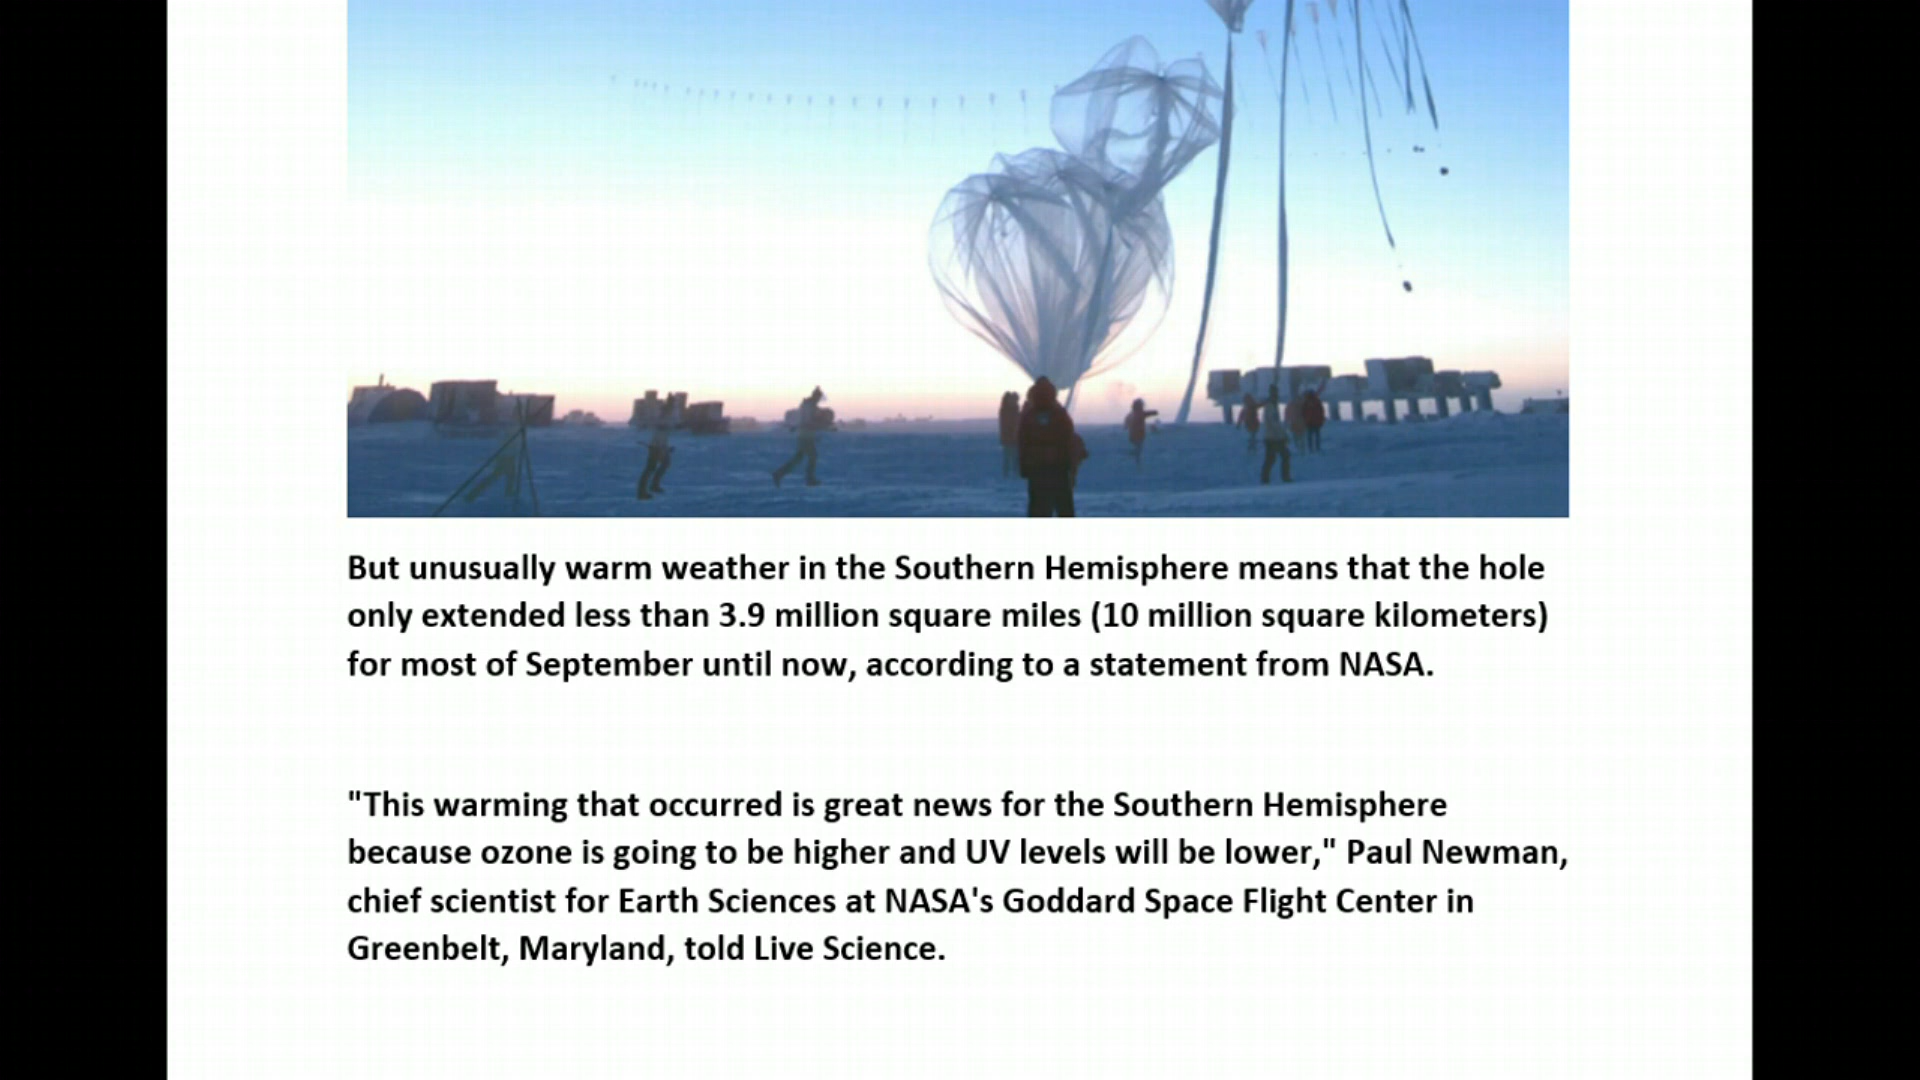 But unusually warm weather in the Southern Hemisphere means that the hole
only extended less than 3.9 million square miles (10 million square kilometers)
for most of September until now, according to a statement from NASA.
"This warming that occurred is great news for the Southern Hemisphere
because ozone is going to be higher and UV levels will be lower," Paul Newman,
chief scientist for Earth Sciences at NASA's Goddard Space Flight Center in
Greenbelt, Maryland, told Live Science.